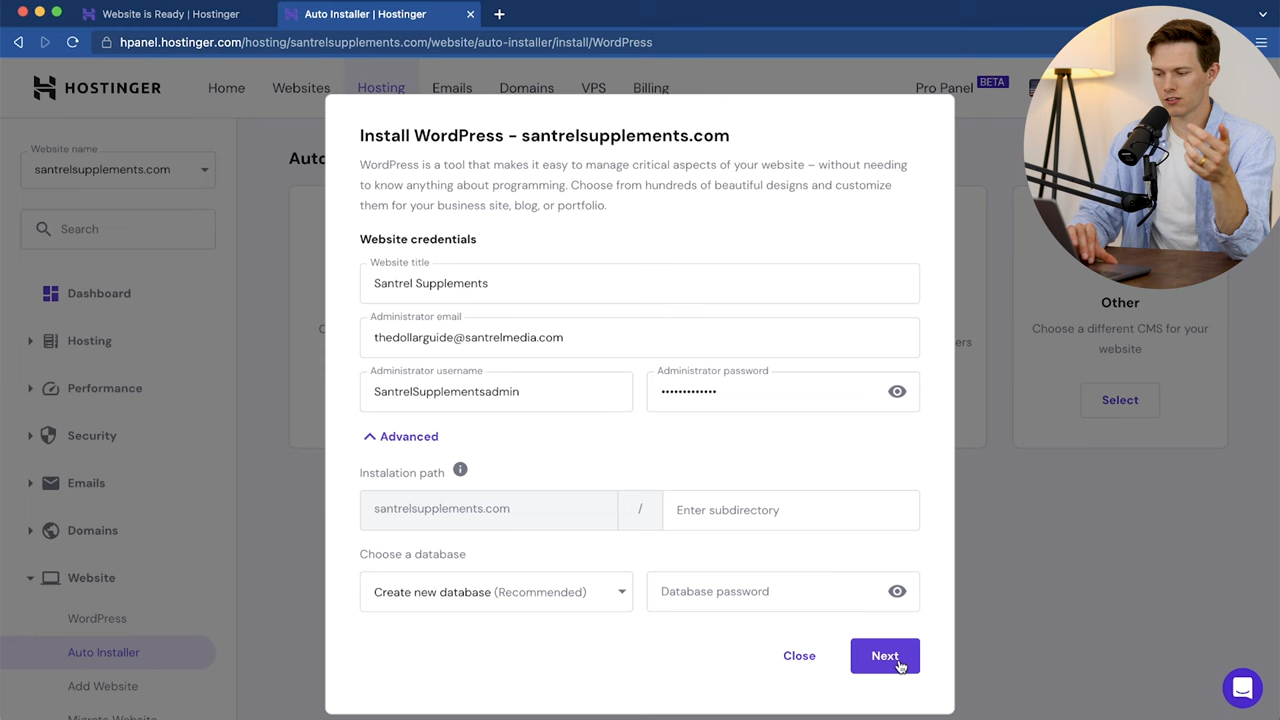 Website is Ready | Hostinger
Auto Installer | Hostinger
hpanel.hostinger.com/hosting/santrelsupplements.com/website/auto-installer/install/WordPress
HOSTINGER
Home
Websites
Hosting
Emails
Domains
VPS
Billing
Pro Panel BETA
Website name
santrelsupplements.com
Search
Dashboard
Hosting
Performance
Security
Emails
Domains
Website
WordPress
Auto Installer
Add Website
Migrate Website
Auto
Install WordPress - santrelsupplements.com
WordPress is a tool that makes it easy to manage critical aspects of your website – without needing
to know anything about programming. Choose from hundreds of beautiful designs and customize
them for your business site, blog, or portfolio.
Website credentials
Website title
Santrel Supplements
Administrator email
thedollarguide@santrelmedia.com
Administrator username
SantrelSupplementsadmin
Administrator password
•••••••••••••
Advanced
Instalation path
santrelsupplements.com
/
Enter subdirectory
Choose a database
Create new database (Recommended)
Database password
Close
Next
Other
Choose a different CMS for your
website
Select